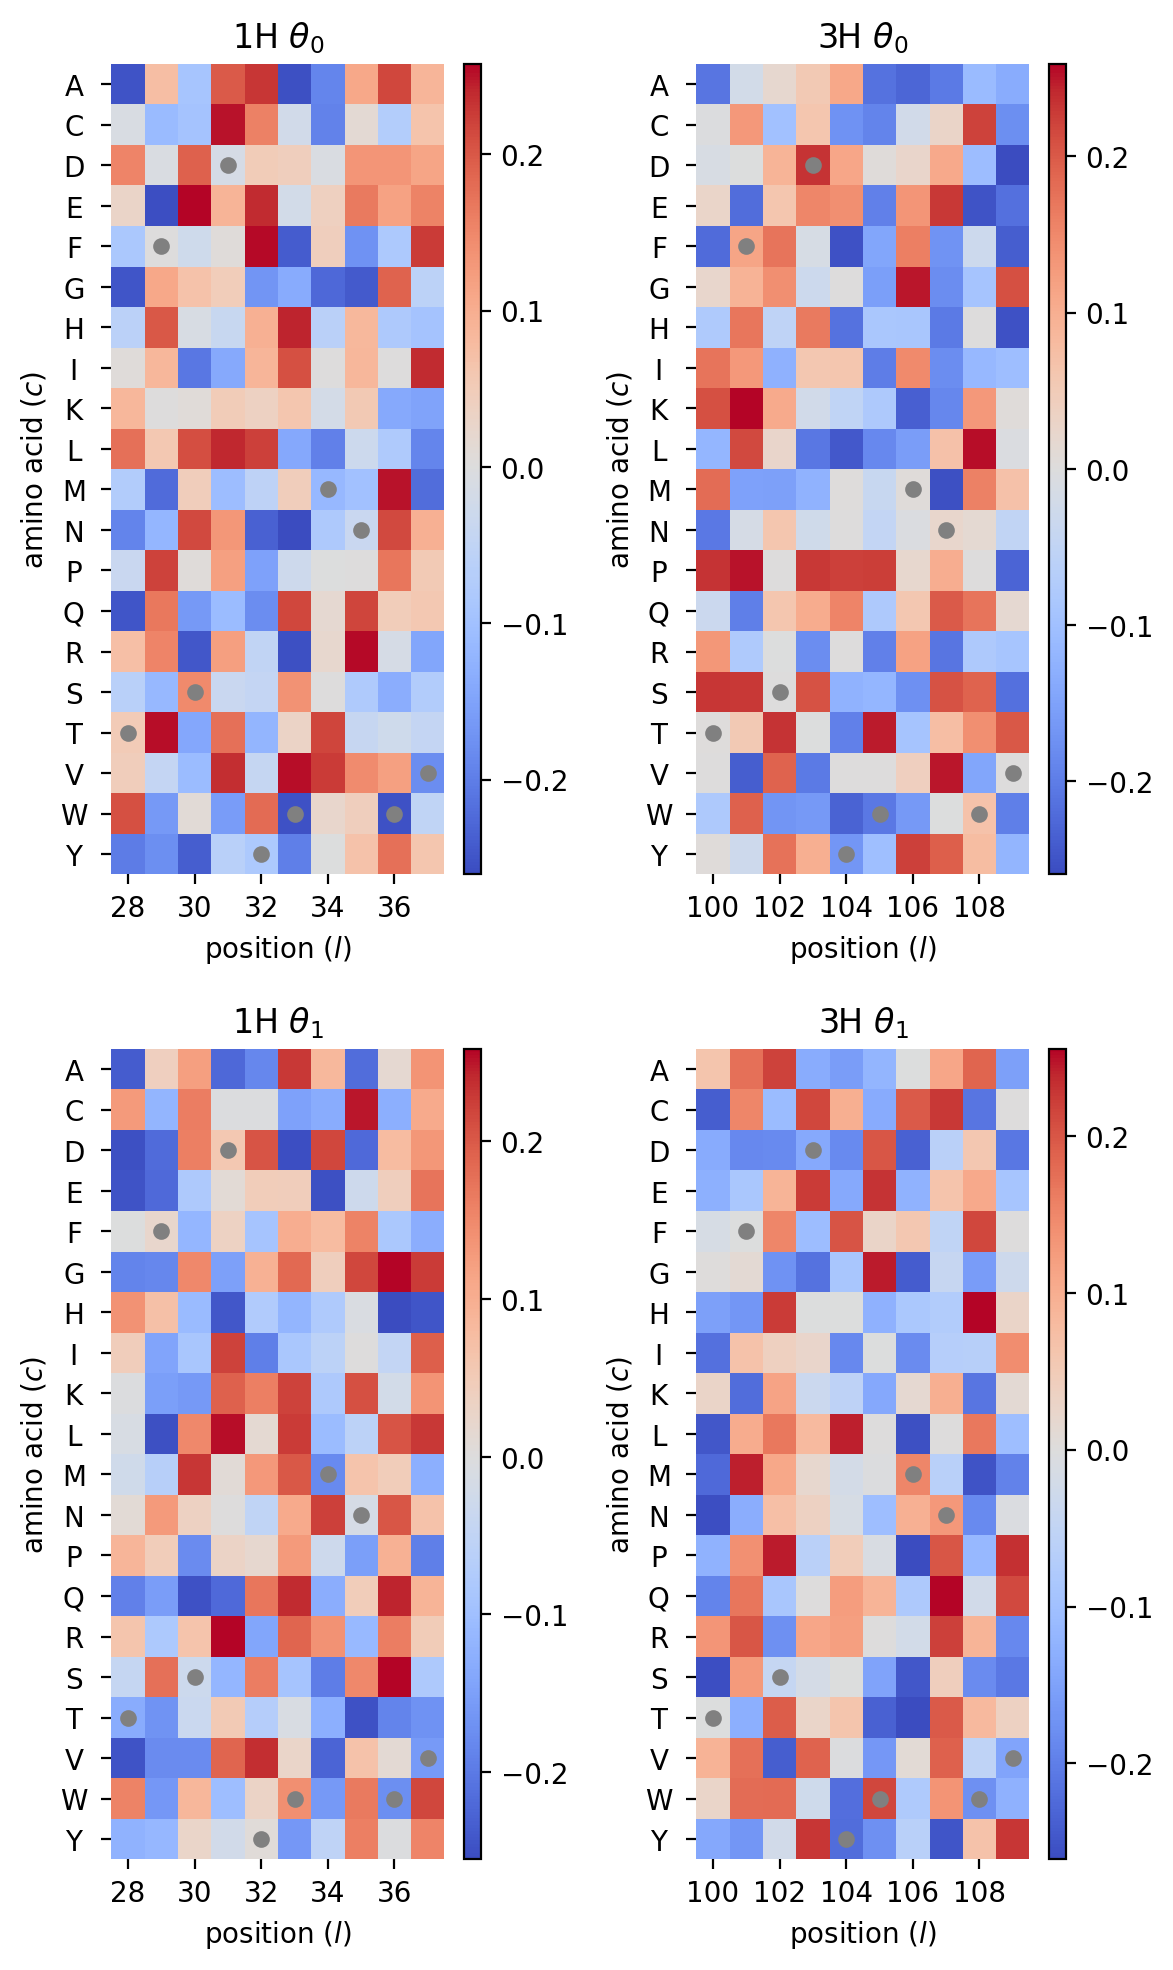 1H θ0
3H θ0
amino acid (c)
A
C
D
E
F
G
H
I
K
L
M
N
P
Q
R
S
T
V
W
Y
28 30 32 34 36
position (l)
0.2
0.1
0.0
−0.1
−0.2
amino acid (c)
A
C
D
E
F
G
H
I
K
L
M
N
P
Q
R
S
T
V
W
Y
100 102 104 106 108
position (l)
0.2
0.1
0.0
−0.1
−0.2
1H θ1
3H θ1
amino acid (c)
A
C
D
E
F
G
H
I
K
L
M
N
P
Q
R
S
T
V
W
Y
28 30 32 34 36
position (l)
0.2
0.1
0.0
−0.1
−0.2
amino acid (c)
A
C
D
E
F
G
H
I
K
L
M
N
P
Q
R
S
T
V
W
Y
100 102 104 106 108
position (l)
0.2
0.1
0.0
−0.1
−0.2